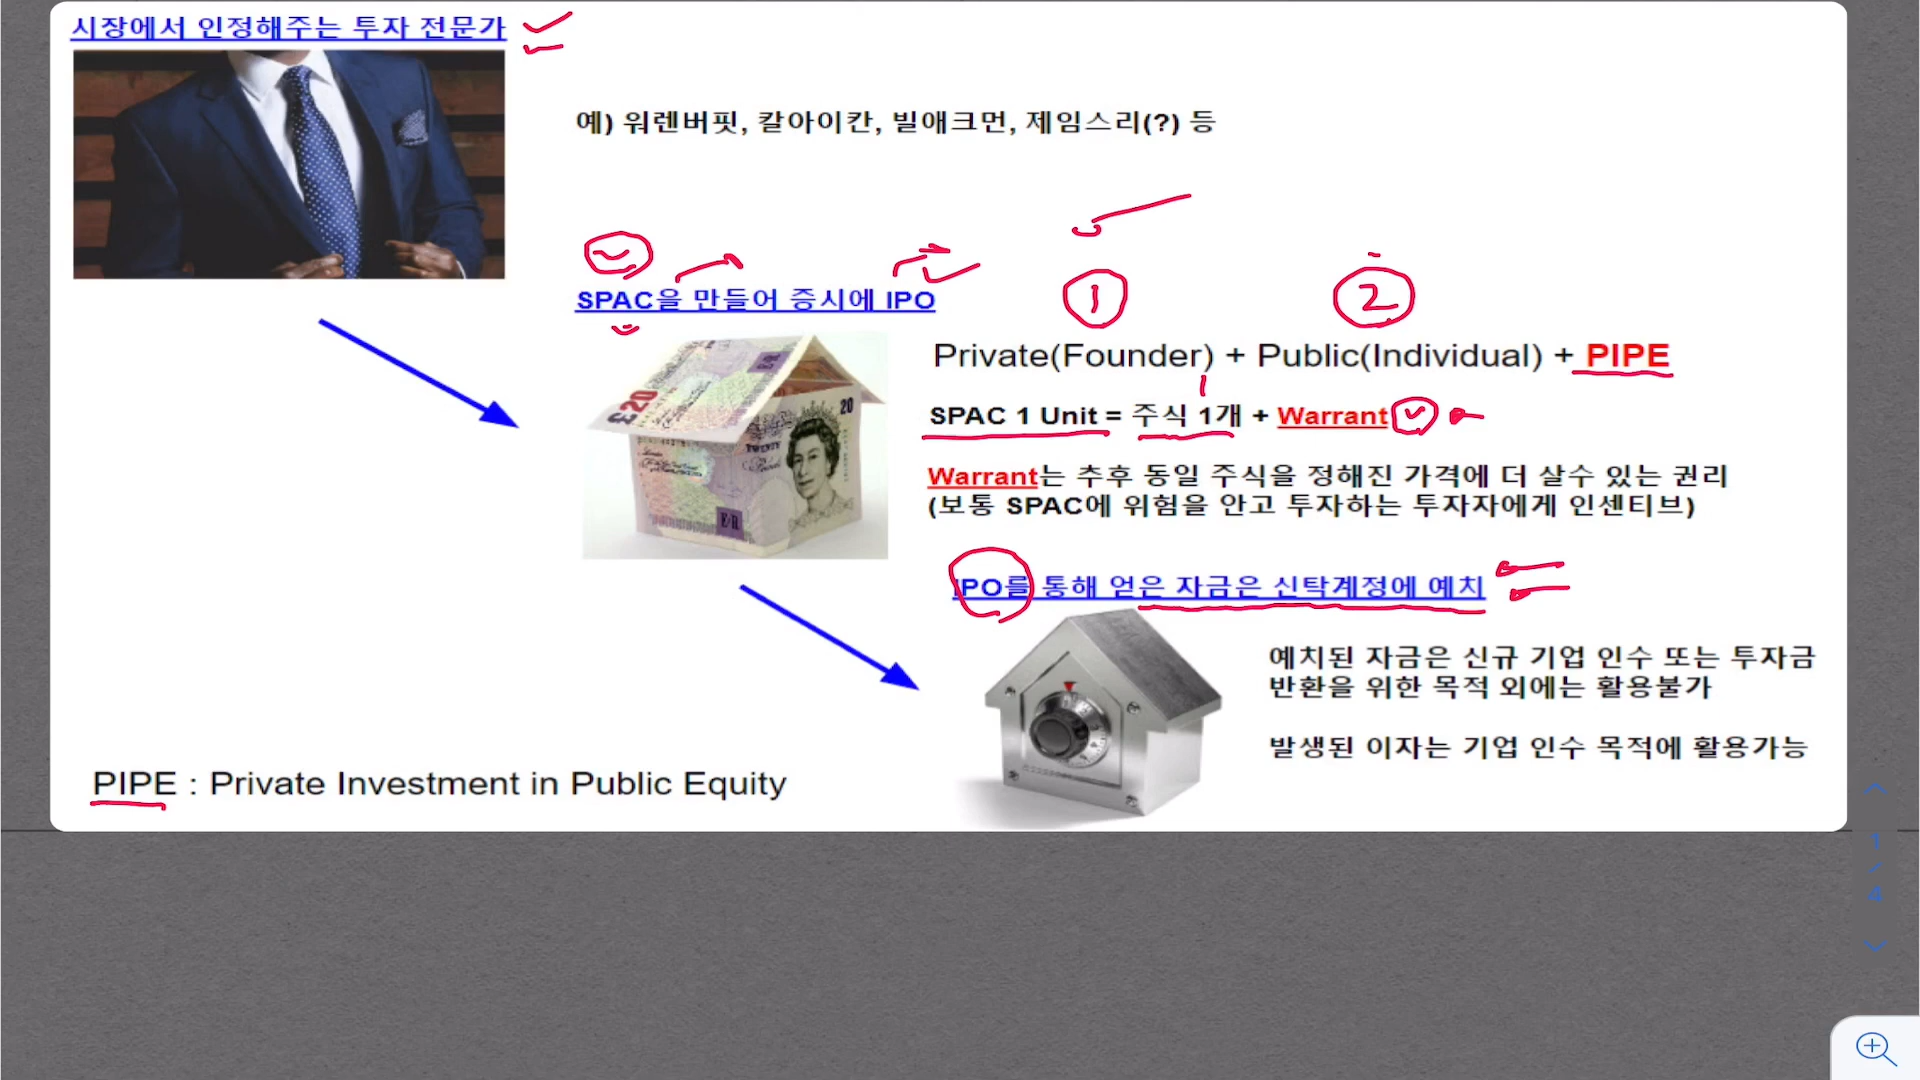 시장에서 인정해주는 투자 전문가
예) 워렌버핏, 칼아이칸, 빌애크먼, 제임스리(?) 등
SPAC을 만들어 증시에 IPO
1
2
Private(Founder) + Public(Individual) + PIPE
SPAC 1 Unit = 주식 1개 + Warrant
Warrant는 추후 동일 주식을 정해진 가격에 더 살수 있는 권리
(보통 SPAC에 위험을 안고 투자하는 투자자에게 인센티브)
£20
20
TWENTY
E‡R
IPO를 통해 얻은 자금은 신탁계정에 예치
예치된 자금은 신규 기업 인수 또는 투자금
반환을 위한 목적 외에는 활용불가
발생된 이자는 기업 인수 목적에 활용가능
PIPE : Private Investment in Public Equity
1
/
4